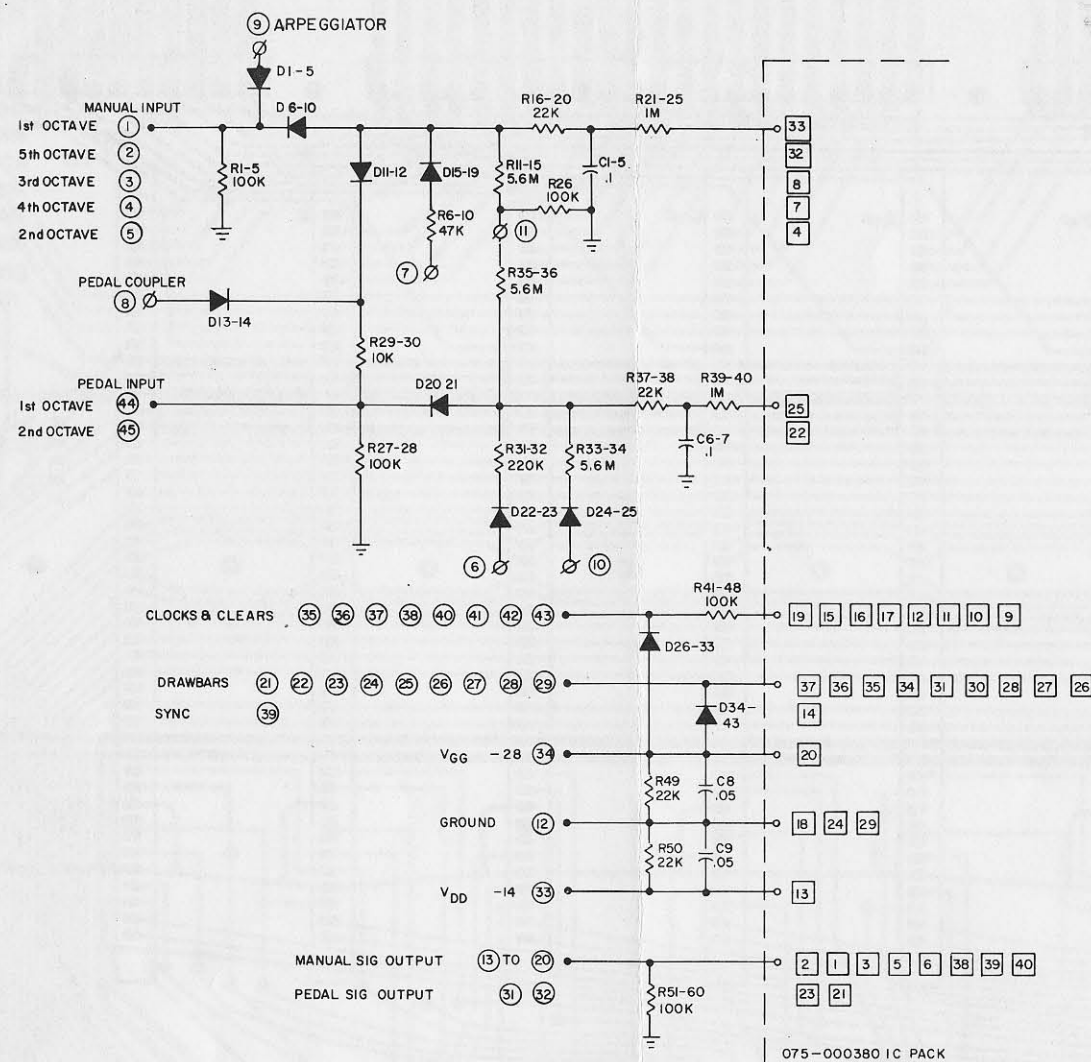 9 ARPEGGIATOR
D1-5
MANUAL INPUT
D6-10
R16-20
22K
R21-25
1M
1st OCTAVE 1
33
5th OCTAVE 2
32
3rd OCTAVE 3
8
4th OCTAVE 4
7
2nd OCTAVE 5
4
R1-5
100K
D11-12
D15-19
R11-15
5.6M
C1-5
.1
R26
100K
R6-10
47K
11
7
R35-36
5.6M
PEDAL COUPLER
8
D13-14
R29-30
10K
PEDAL INPUT
D20 21
R37-38
22K
R39-40
1M
1st OCTAVE 44
25
2nd OCTAVE 45
22
R27-28
100K
R31-32
220K
R33-34
5.6M
C6-7
.1
D22-23
D24-25
6
10
R41-48
100K
CLOCKS & CLEARS 35 36 37 38 40 41 42 43
19 15 16 17 12 11 10 9
D26-33
DRAWBARS 21 22 23 24 25 26 27 28 29
37 36 35 34 31 30 28 27 26
SYNC 39
D34-
43
14
VGG -28 34
20
R49
22K
C8
.05
GROUND 12
18 24 29
R50
22K
C9
.05
VDD -14 33
13
MANUAL SIG OUTPUT 13 TO 20
2 1 3 5 6 38 39 40
PEDAL SIG OUTPUT 31 32
23 21
R51-60
100K
075-000380 IC PACK